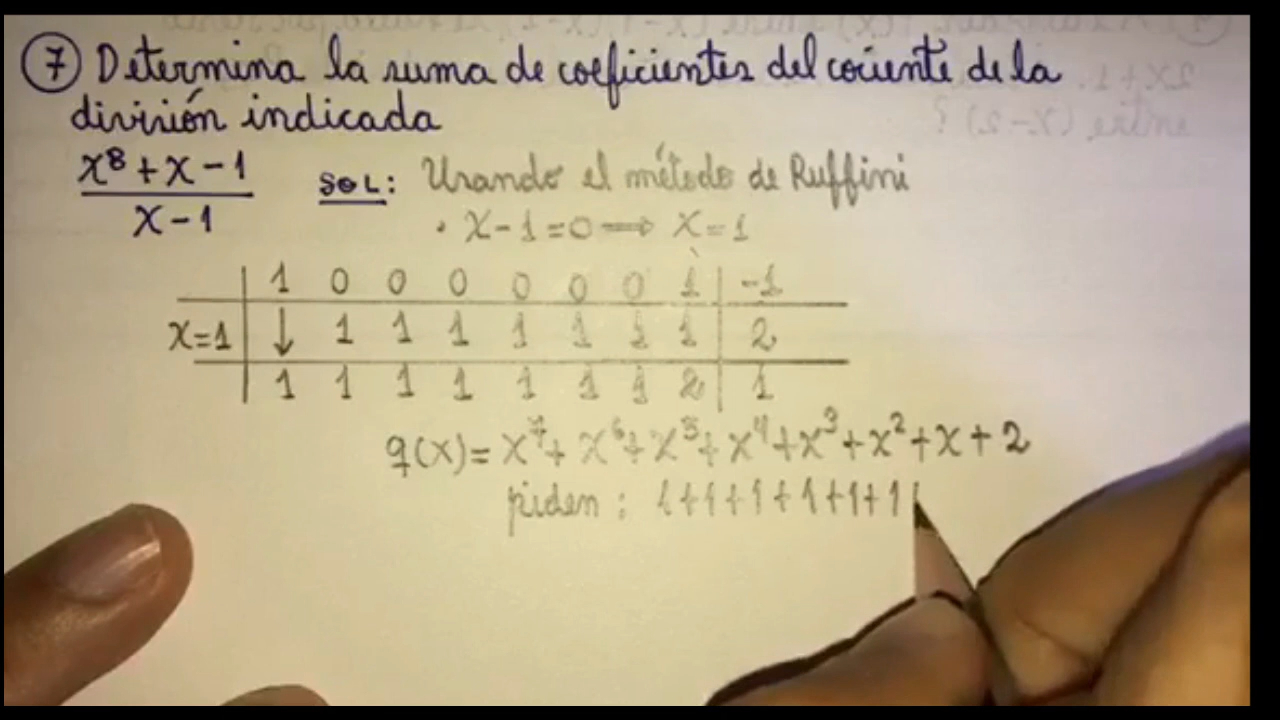 7 Determina la suma de coeficientes del cociente de la
división indicada
x⁸ + x - 1
x - 1
SOL: Usando el método de Ruffini
· x - 1 = 0 ⟹ x = 1
1 0 0 0 0 0 0 1 -1
x=1 ↓ 1 1 1 1 1 1 1 2
1 1 1 1 1 1 1 2 1
q(x) = x⁷ + x⁶ + x⁵ + x⁴ + x³ + x² + x + 2
piden : 1+1+1+1+1+1